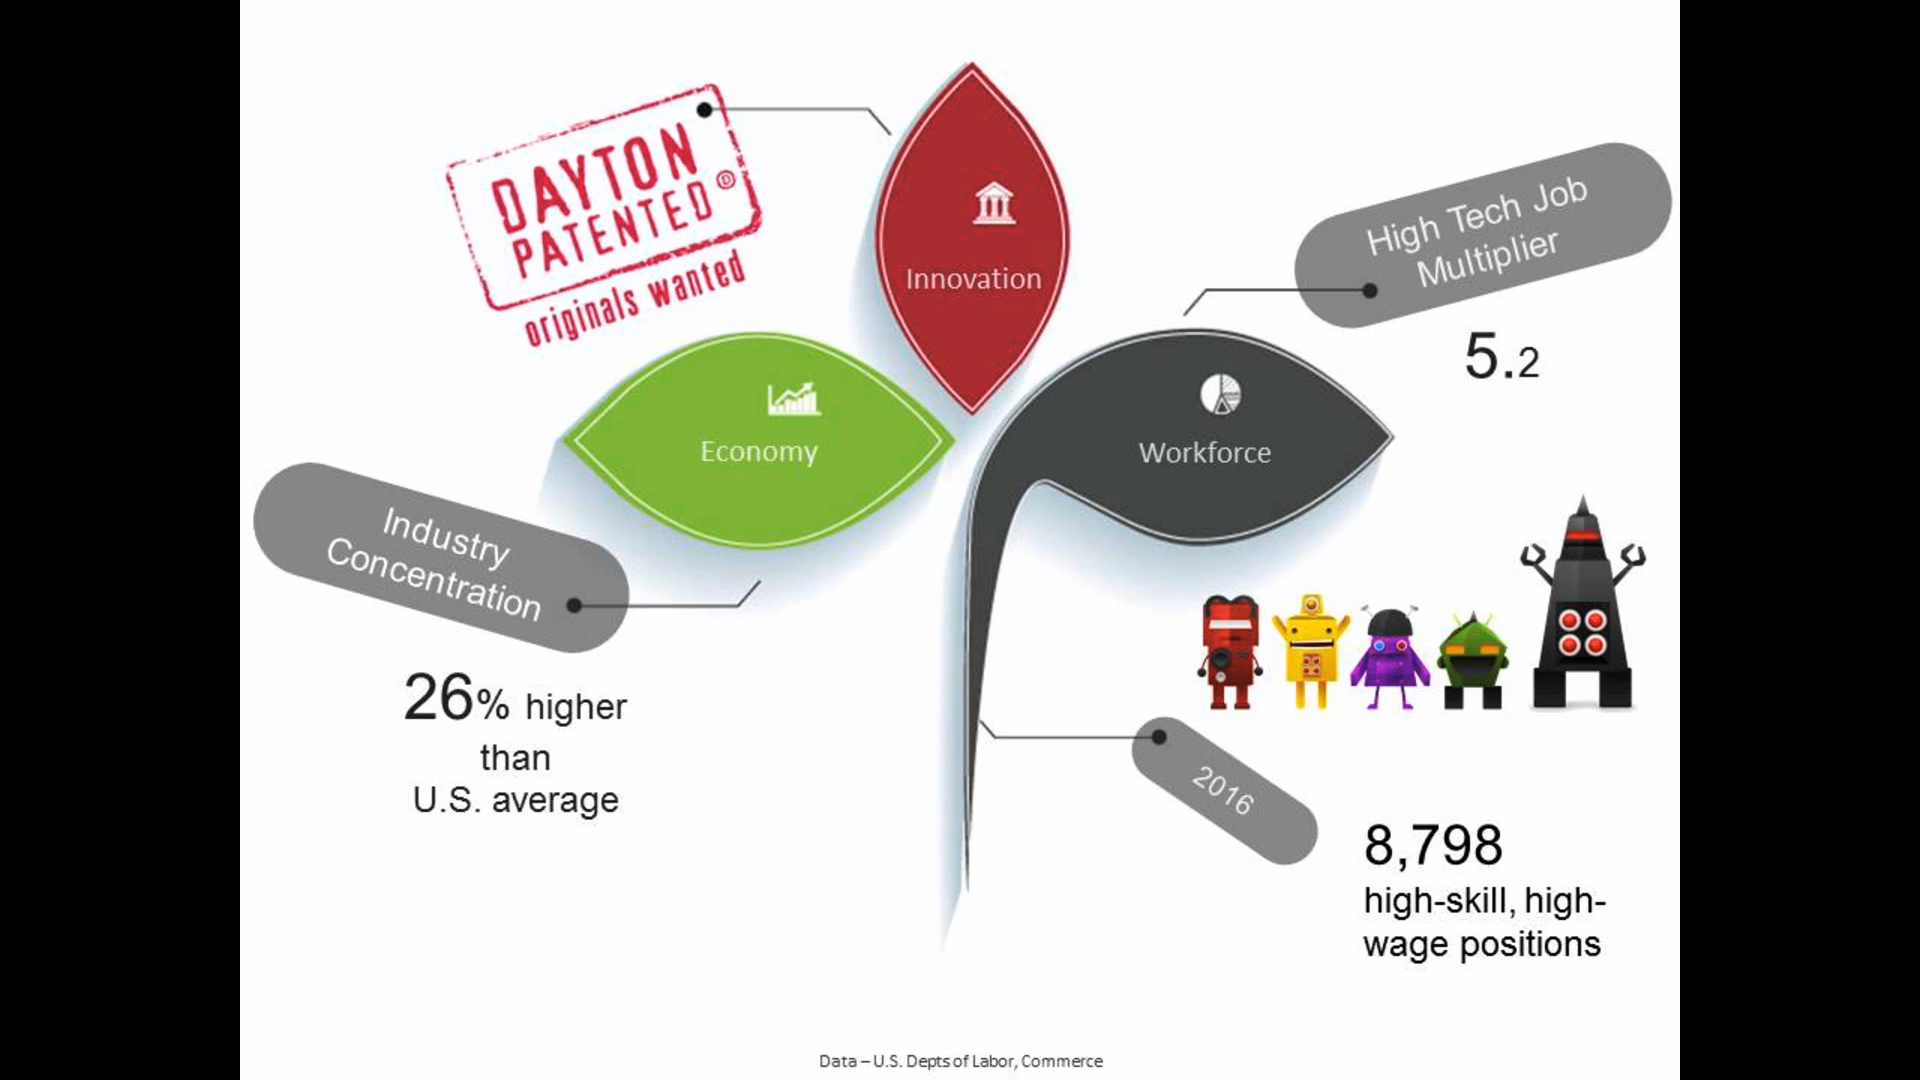 DAYTON
PATENTED
originals wanted
Innovation
High Tech Job
Multiplier
5.2
Economy
Workforce
Industry
Concentration
26% higher
than
U.S. average
2016
8,798
high-skill, high-
wage positions
Data – U.S. Depts of Labor, Commerce